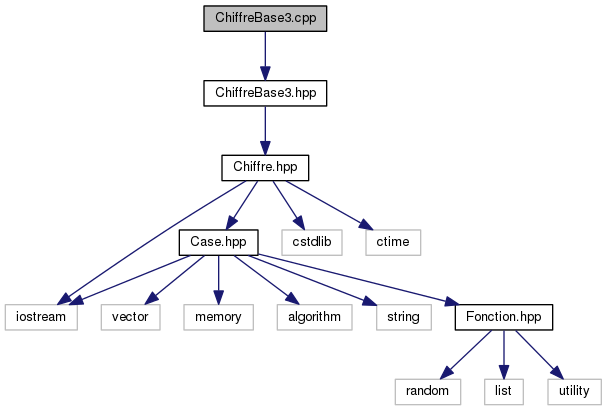 ChiffreBase3.cpp
ChiffreBase3.hpp
Chiffre.hpp
Case.hpp
cstdlib
ctime
iostream
vector
memory
algorithm
string
Fonction.hpp
random
list
utility